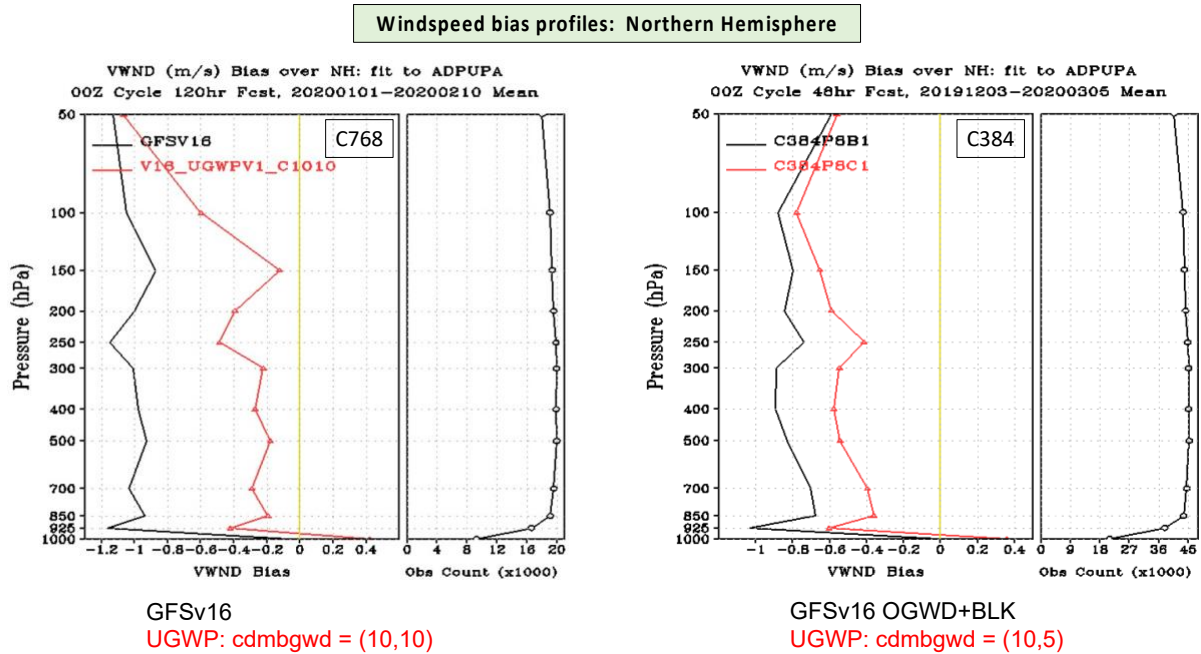 Windspeed bias profiles: Northern Hemisphere
VWND (m/s) Bias over NH: fit to ADPUPA
00Z Cycle 120hr Fcst, 20200101-20200210 Mean
C768
GFSV16
V16_UGWPV1_C1010
Pressure (hPa)
50
100
150
200
250
300
400
500
700
850
925
1000
-1.2 -1 -0.8 -0.6 -0.4 -0.2 0 0.2 0.4
VWND Bias
0 4 8 12 16 20
Obs Count (x1000)
GFSv16
UGWP: cdmbgwd = (10,10)
VWND (m/s) Bias over NH: fit to ADPUPA
00Z Cycle 48hr Fcst, 20191203-20200305 Mean
C384
C384P6B1
C384P6C1
Pressure (hPa)
50
100
150
200
250
300
400
500
700
850
925
1000
-1 -0.8 -0.6 -0.4 -0.2 0 0.2 0.4
VWND Bias
0 9 18 27 36 45
Obs Count (x1000)
GFSv16 OGWD+BLK
UGWP: cdmbgwd = (10,5)